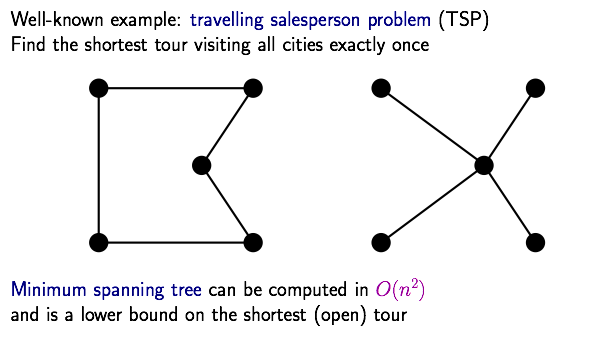 Well-known example: travelling salesperson problem (TSP)
Find the shortest tour visiting all cities exactly once
Minimum spanning tree can be computed in O(n²)
and is a lower bound on the shortest (open) tour